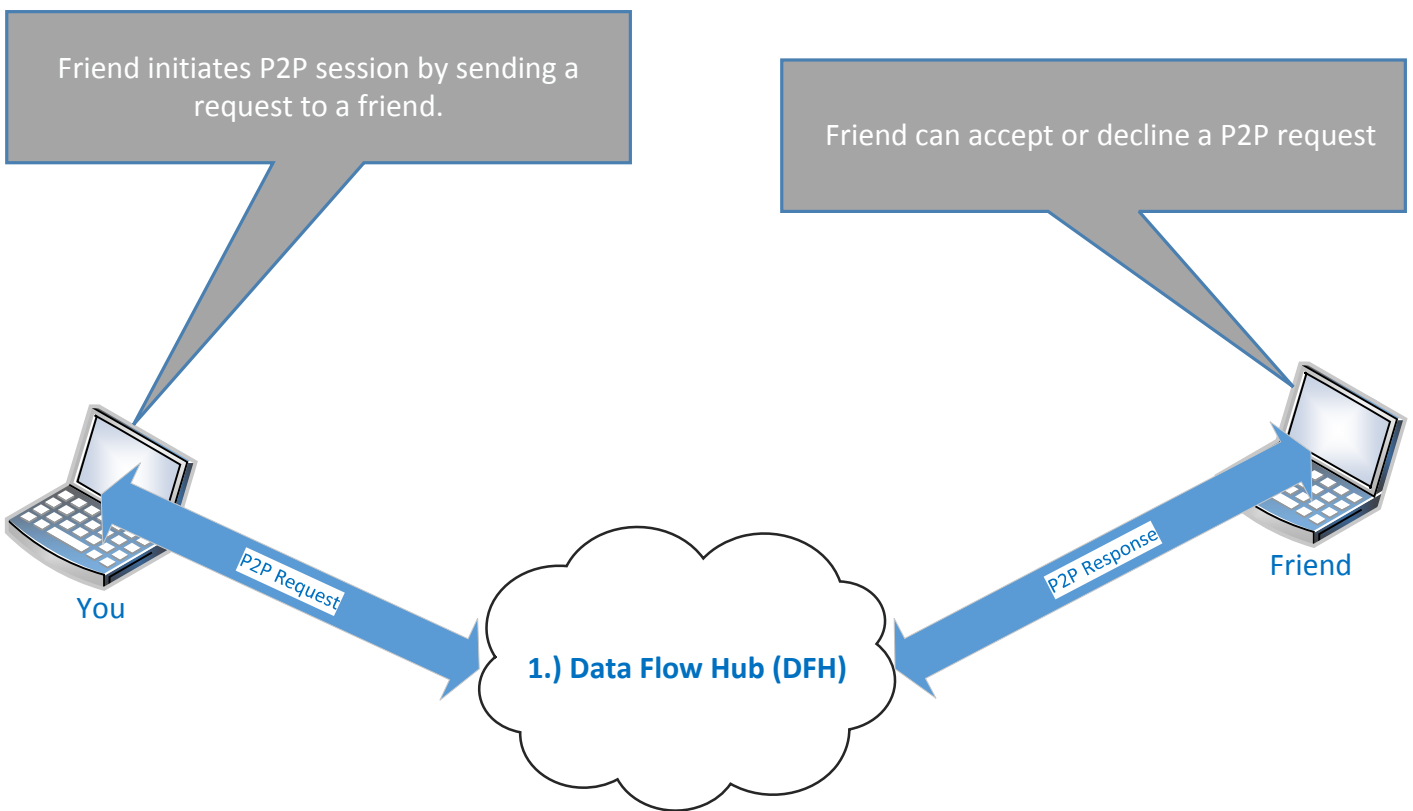 Friend initiates P2P session by sending a
request to a friend.
Friend can accept or decline a P2P request
P2P Request
P2P Response
You
Friend
1.) Data Flow Hub (DFH)